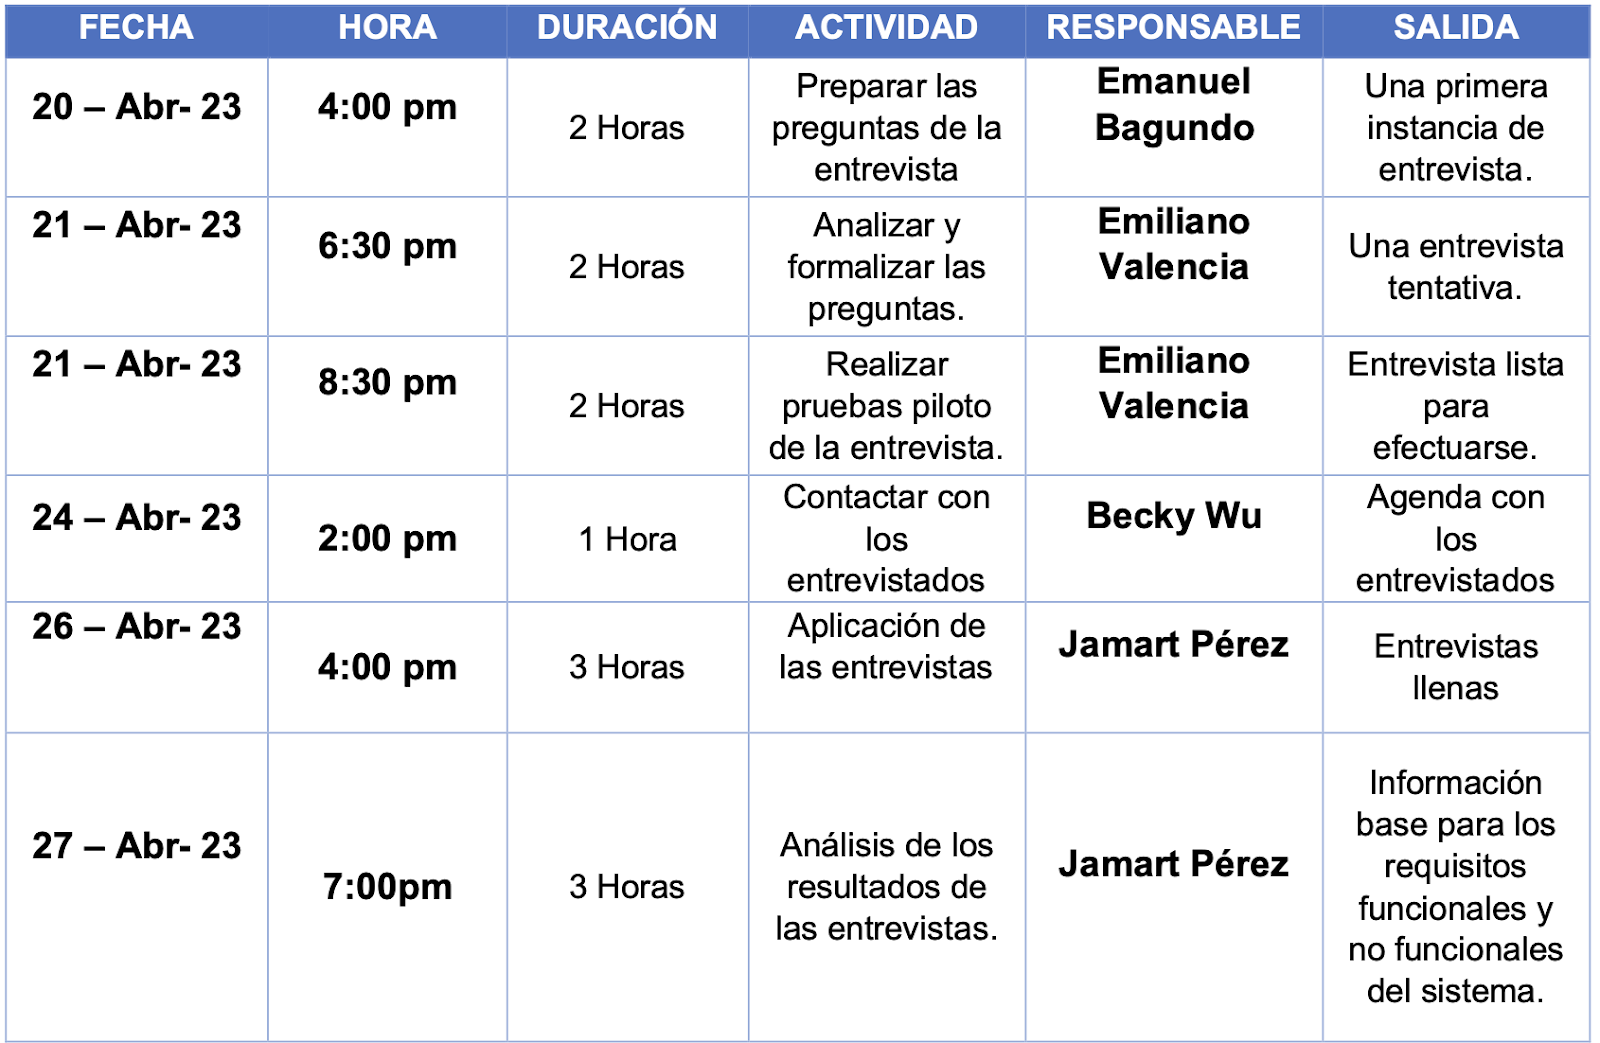 FECHA HORA DURACIÓN ACTIVIDAD RESPONSABLE SALIDA
20 – Abr- 23
4:00 pm
2 Horas
Preparar las
preguntas de la
entrevista
Emanuel
Bagundo
Una primera
instancia de
entrevista.
21 – Abr- 23
6:30 pm
2 Horas
Analizar y
formalizar las
preguntas.
Emiliano
Valencia
Una entrevista
tentativa.
21 – Abr- 23
8:30 pm
2 Horas
Realizar
pruebas piloto
de la entrevista.
Emiliano
Valencia
Entrevista lista
para
efectuarse.
24 – Abr- 23
2:00 pm
1 Hora
Contactar con
los
entrevistados
Becky Wu
Agenda con
los
entrevistados
26 – Abr- 23
4:00 pm
3 Horas
Aplicación de
las entrevistas
Jamart Pérez
Entrevistas
llenas
27 – Abr- 23
7:00pm
3 Horas
Análisis de los
resultados de
las entrevistas.
Jamart Pérez
Información
base para los
requisitos
funcionales y
no funcionales
del sistema.